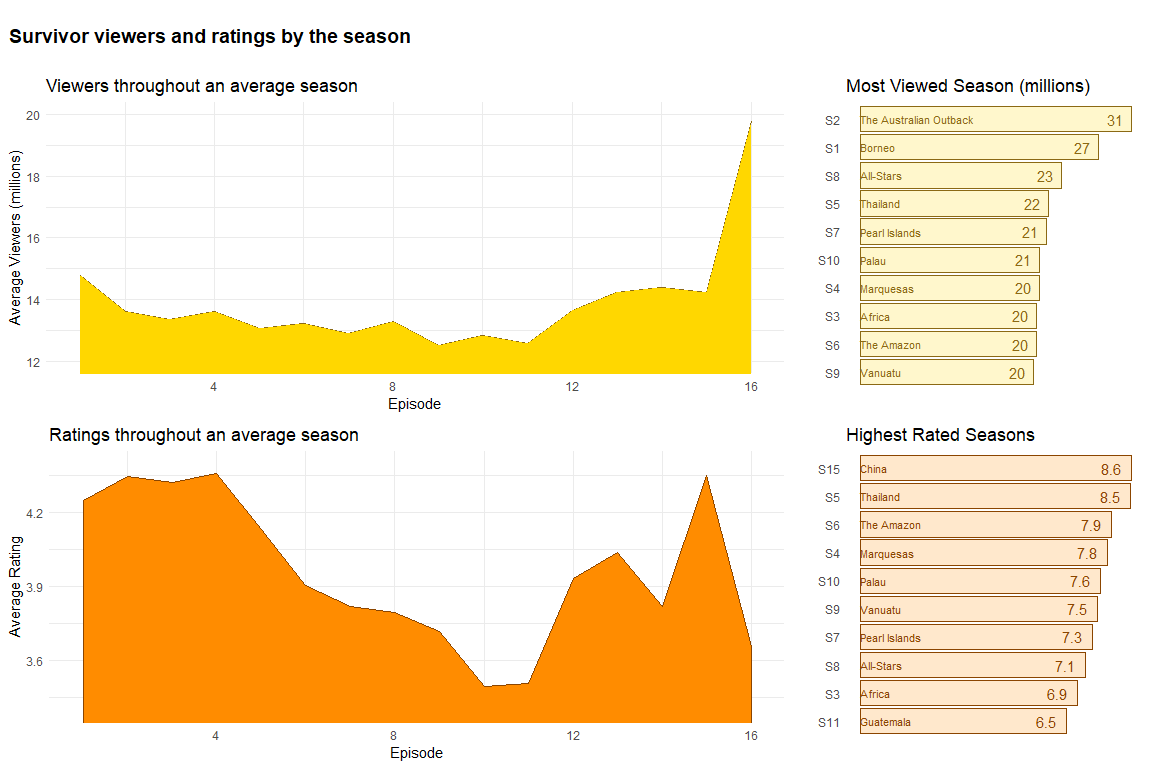 Survivor viewers and ratings by the season
Viewers throughout an average season
Average Viewers (millions)
20
18
16
14
12
4 8 12 16
Episode
Most Viewed Season (millions)
S2 The Australian Outback 31
S1 Borneo 27
S8 All-Stars 23
S5 Thailand 22
S7 Pearl Islands 21
S10 Palau 21
S4 Marquesas 20
S3 Africa 20
S6 The Amazon 20
S9 Vanuatu 20
Ratings throughout an average season
Average Rating
4.2
3.9
3.6
4 8 12 16
Episode
Highest Rated Seasons
S15 China 8.6
S5 Thailand 8.5
S6 The Amazon 7.9
S4 Marquesas 7.8
S10 Palau 7.6
S9 Vanuatu 7.5
S7 Pearl Islands 7.3
S8 All-Stars 7.1
S3 Africa 6.9
S11 Guatemala 6.5